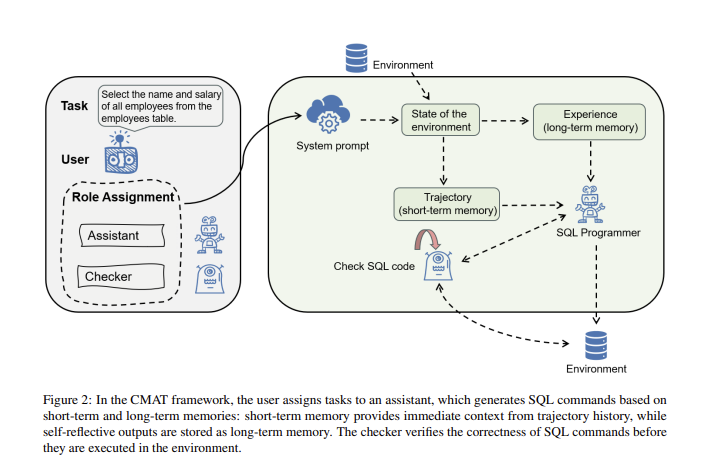 Environment
Task
Select the name and salary
of all employees from the
employees table.
User
Role Assignment
Assistant
Checker
System prompt
State of the
environment
Experience
(long-term memory)
Trajectory
(short-term memory)
SQL Programmer
Check SQL code
Environment
Figure 2: In the CMAT framework, the user assigns tasks to an assistant, which generates SQL commands based on
short-term and long-term memories: short-term memory provides immediate context from trajectory history, while
self-reflective outputs are stored as long-term memory. The checker verifies the correctness of SQL commands before
they are executed in the environment.